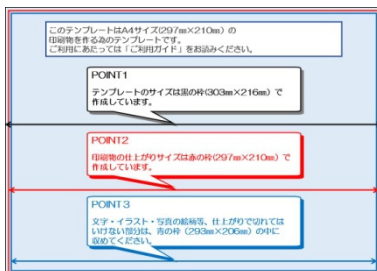 このテンプレートはA4サイズ(297㎜×210㎜)の
印刷物を作る為のテンプレートです。
ご利用にあたっては「ご利用ガイド」をお読みください。
POINT1
テンプレートのサイズは黒の枠(303㎜×216㎜)で
作成しています。
POINT2
印刷物の仕上がりサイズは赤の枠(297㎜×210㎜)で
作成しています。
POINT3
文字・イラスト・写真の絵柄等、仕上がりで切れては
いけない部分は、青の枠(293㎜×206㎜)の中に
収めてください。